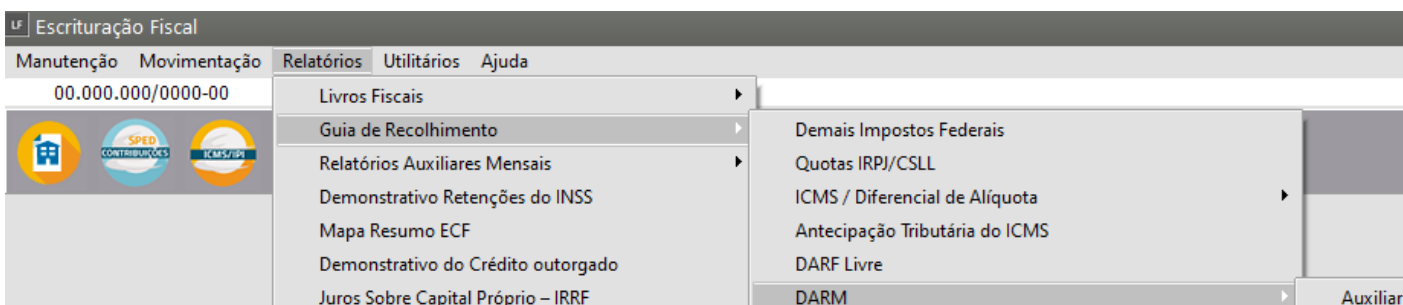 LF Escrituração Fiscal
Manutenção Movimentação Relatórios Utilitários Ajuda
00.000.000/0000-00
SPED
CONTRIBUIÇÕES
ICMS/IPI
Livros Fiscais
Guia de Recolhimento
Relatórios Auxiliares Mensais
Demonstrativo Retenções do INSS
Mapa Resumo ECF
Demonstrativo do Crédito outorgado
Juros Sobre Capital Próprio – IRRF
Demais Impostos Federais
Quotas IRPJ/CSLL
ICMS / Diferencial de Alíquota
Antecipação Tributária do ICMS
DARF Livre
DARM
Auxiliar